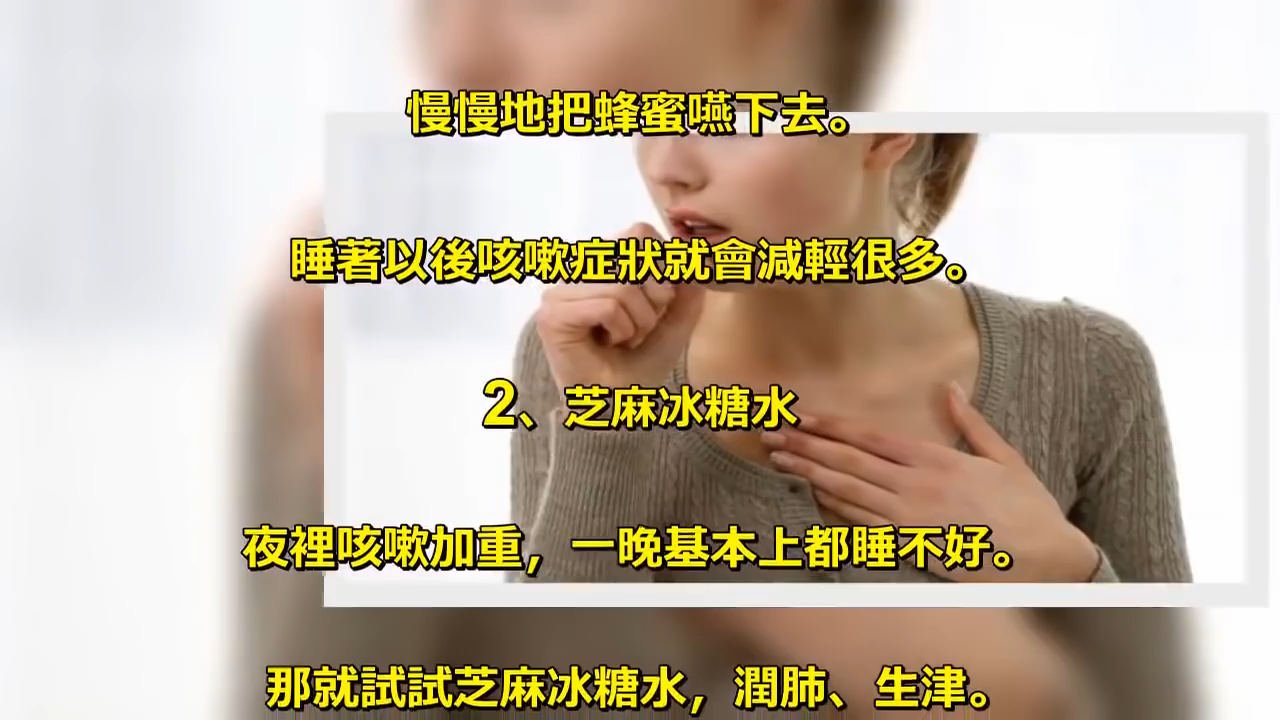 慢慢地把蜂蜜嚥下去。
睡著以後咳嗽症狀就會減輕很多。
2、芝麻冰糖水
夜裡咳嗽加重，一晚基本上都睡不好。
那就試試芝麻冰糖水，潤肺、生津。